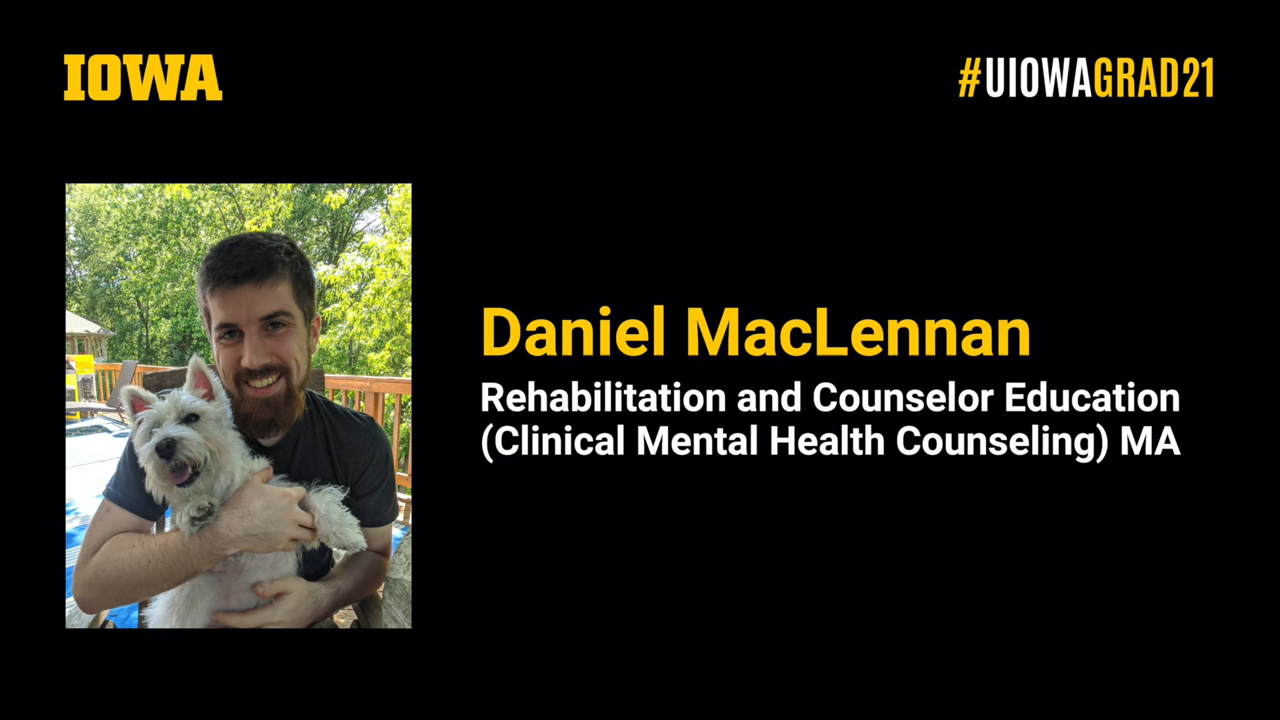 IOWA
#UIOWAGRAD21
Daniel MacLennan
Rehabilitation and Counselor Education
(Clinical Mental Health Counseling) MA